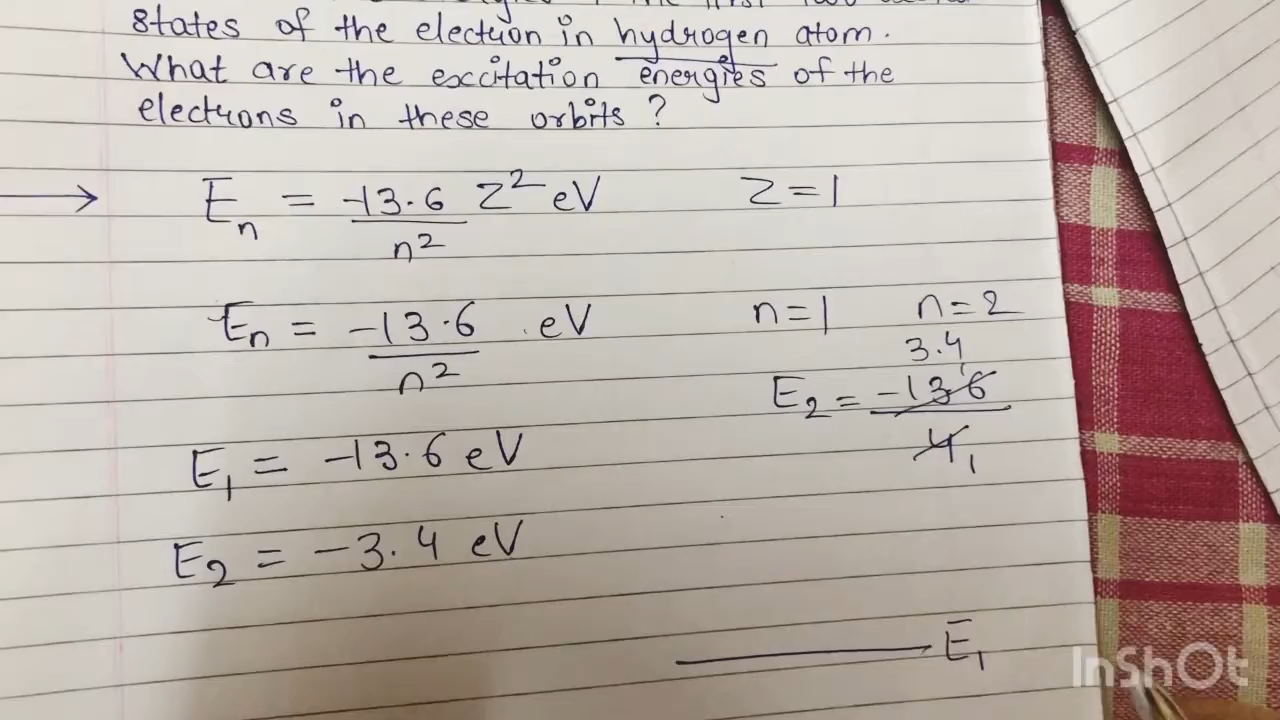 states of the electron in hydrogen atom.
What are the excitation energies of the
electrons in these orbits ?
→ Eₙ = -13.6 Z² eV Z = 1
n²
Eₙ = -13.6 eV n = 1 n = 2
n²
3.4
E₂ = -13.6
4 1
E₁ = -13.6 eV
E₂ = -3.4 eV
E₁
InShOt